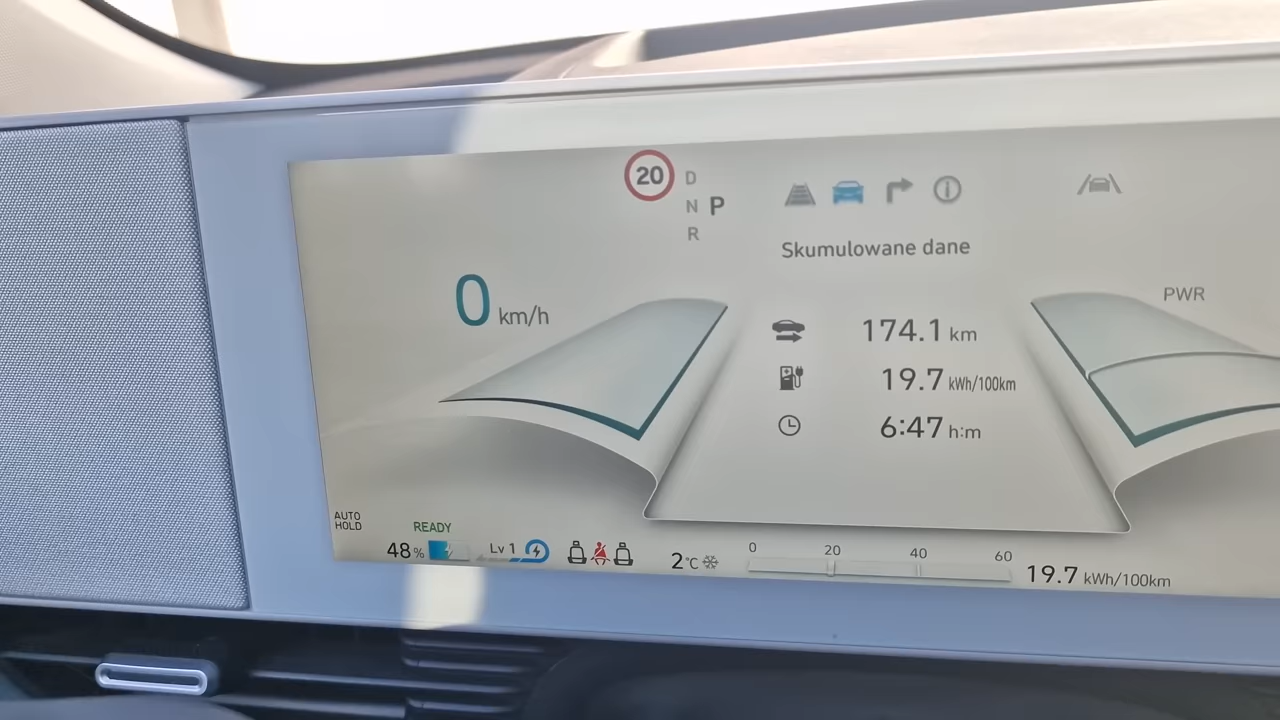 20
D
N P
R
Skumulowane dane
0 km/h
PWR
174.1 km
19.7 kWh/100km
6:47 h:m
AUTO
HOLD
READY
48 %
Lv 1
2°C
0 20 40 60
19.7 kWh/100km